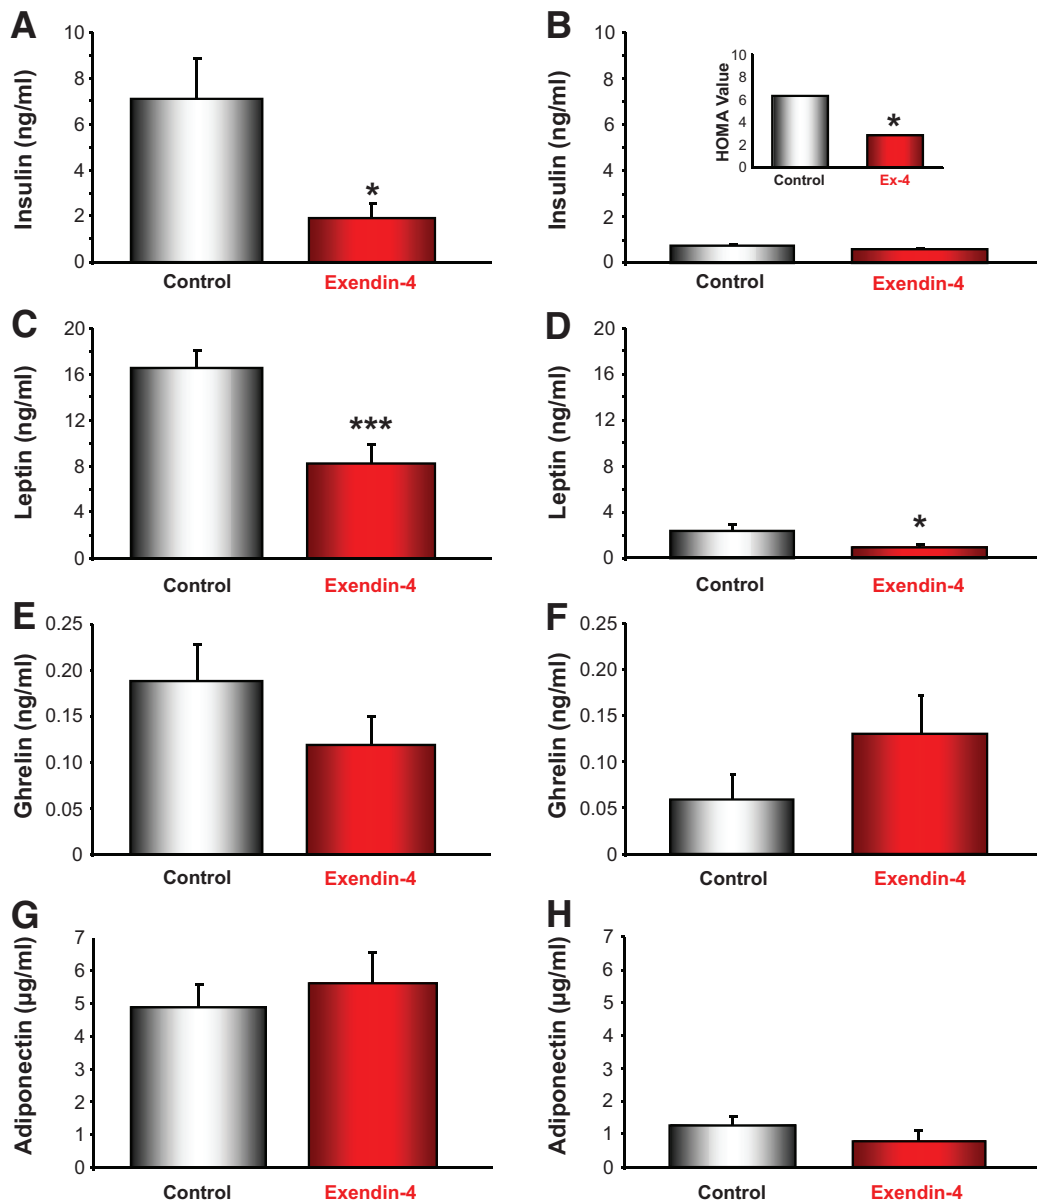 A
Insulin (ng/ml)
10
8
6
4
2
0
*
Control
Exendin-4
B
Insulin (ng/ml)
10
8
6
4
2
0
HOMA Value
10
8
6
4
2
0
*
Control
Ex-4
Control
Exendin-4
C
Leptin (ng/ml)
20
16
12
8
4
0
***
Control
Exendin-4
D
Leptin (ng/ml)
20
16
12
8
4
0
*
Control
Exendin-4
E
Ghrelin (ng/ml)
0.25
0.20
0.15
0.10
0.05
0
Control
Exendin-4
F
Ghrelin (ng/ml)
0.25
0.20
0.15
0.10
0.05
0
Control
Exendin-4
G
Adiponectin (µg/ml)
7
6
5
4
3
2
1
0
Control
Exendin-4
H
Adiponectin (µg/ml)
7
6
5
4
3
2
1
0
Control
Exendin-4